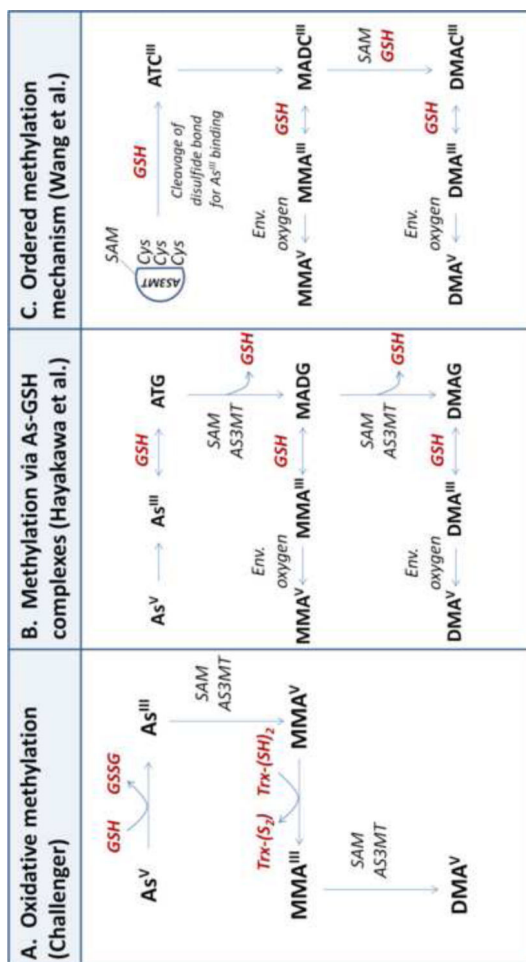 A. Oxidative methylation
(Challenger)
GSH GSSG
As^V As^III
SAM
AS3MT
Trx-(S₂) Trx-(SH)₂
MMA^III MMA^V
SAM
AS3MT
DMA^V
B. Methylation via As-GSH
complexes (Hayakawa et al.)
GSH
As^V As^III ATG
SAM
AS3MT
GSH
Env.
oxygen
GSH
MMA^V MMA^III MADG
SAM
AS3MT
GSH
Env.
oxygen
GSH
DMA^V DMA^III DMAG
C. Ordered methylation
mechanism (Wang et al.)
SAM
AS3MT
Cys
Cys
Cys
GSH
Cleavage of
disulfide bond
for As^III binding
ATC^III
Env.
oxygen
GSH
MMA^V MMA^III MADC^III
SAM
GSH
Env.
oxygen
GSH
DMA^V DMA^III DMAC^III